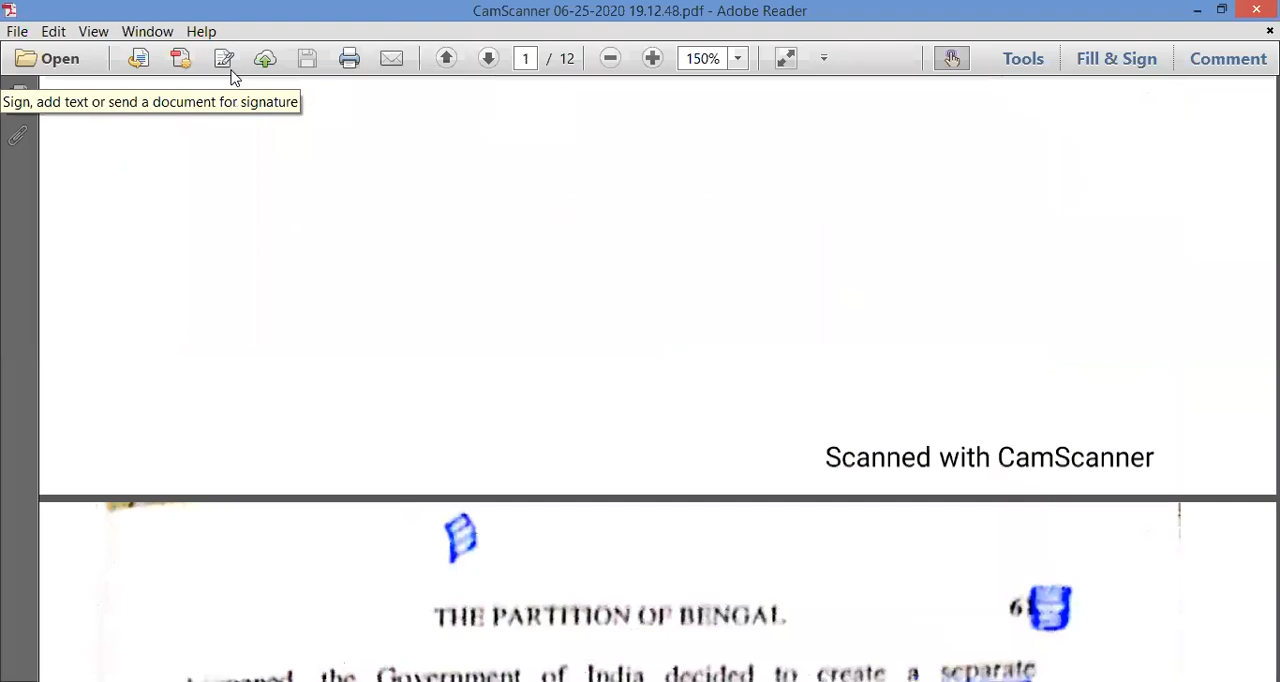 CamScanner 06-25-2020 19.12.48.pdf - Adobe Reader
File Edit View Window Help
Open 1 / 12 150% Tools Fill & Sign Comment
Sign, add text or send a document for signature
Scanned with CamScanner
THE PARTITION OF BENGAL
the Government of India decided to create a separate